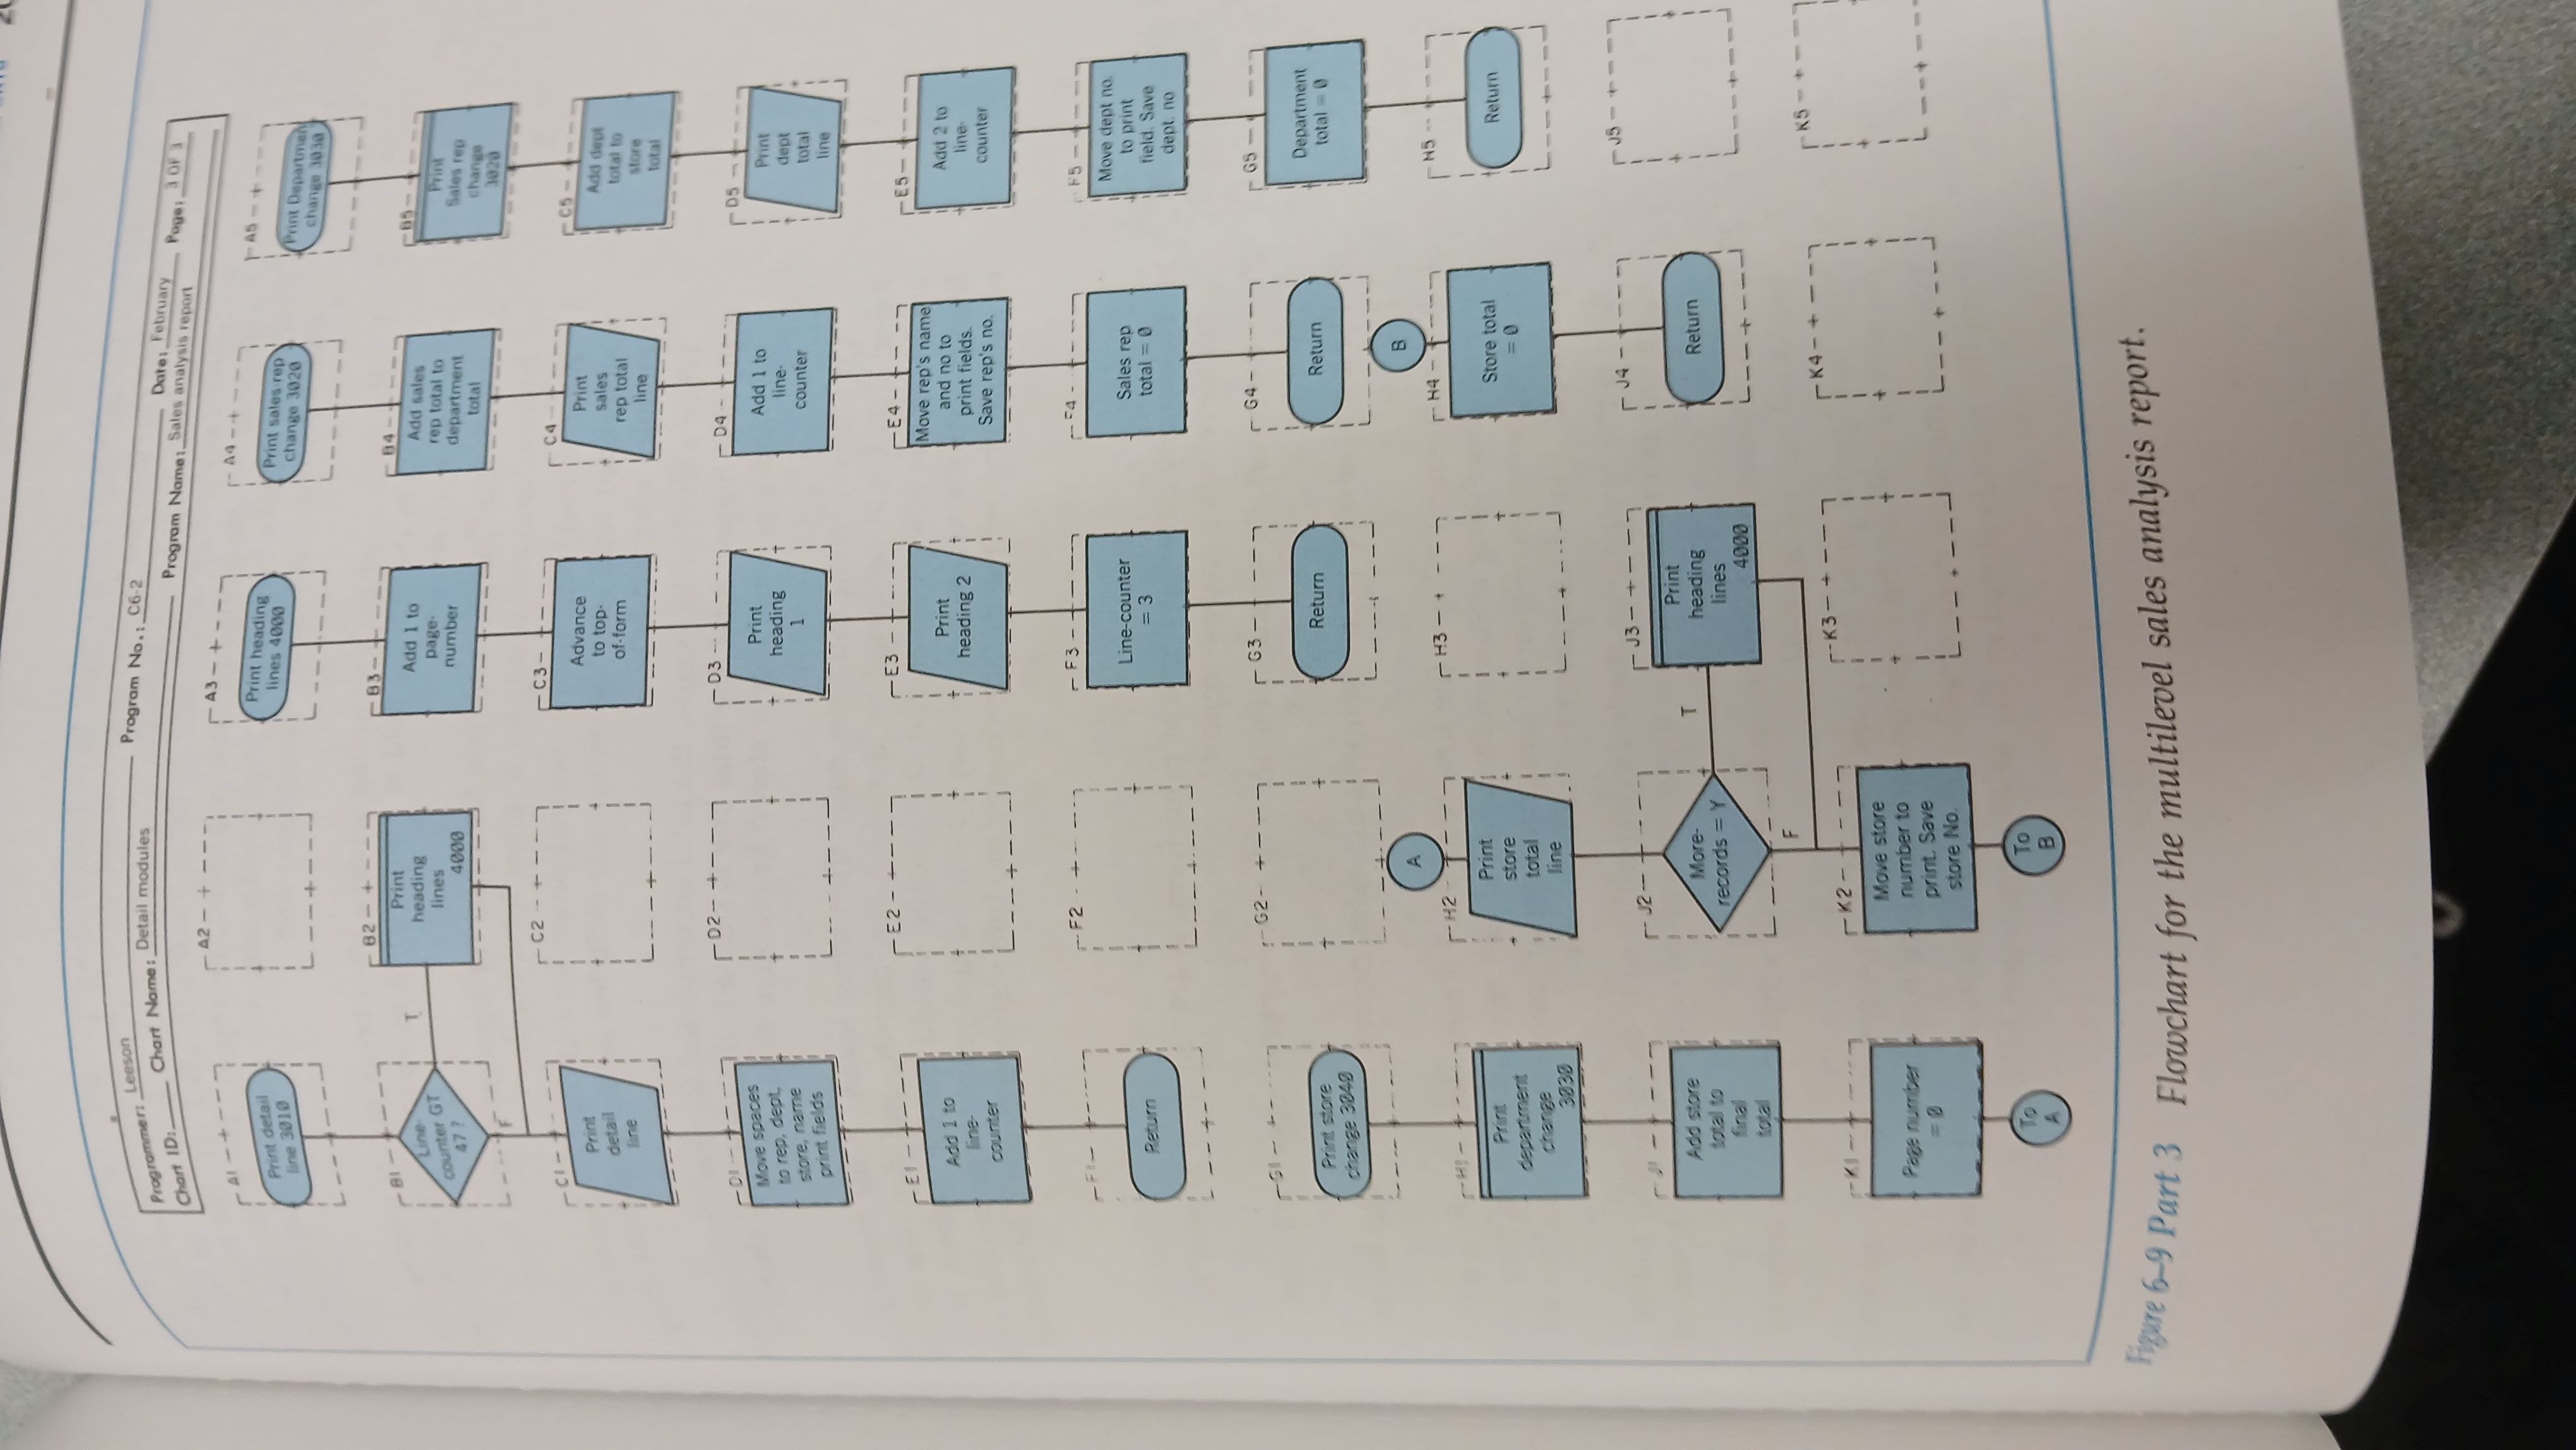 Programmer: Leeson Program No.: C6-2 Date: February Page: 3 OF 3
Chart ID: Chart Name: Detail modules Program Name: Sales analysis report
A1
Print detail
line 3010
B1
Line-
counter GT
47 ?
T
F
C1
Print
detail
line
D1
Move spaces
to rep, dept,
store, name
print fields
E1
Add 1 to
line-
counter
F1
Return
G1
Print store
change 3040
H1
Print
department
change
3030
J1
Add store
total to
final
total
K1
Page number
= 0
To
A
A2
B2
Print
heading
lines
4000
C2
D2
E2
F2
G2
A
H2
Print
store
total
line
J2
More-
records = Y
T
F
K2
Move store
number to
print. Save
store No.
To
B
A3
Print heading
lines 4000
B3
Add 1 to
page-
number
C3
Advance
to top-
of-form
D3
Print
heading
1
E3
Print
heading 2
F3
Line-counter
= 3
G3
Return
H3
J3
Print
heading
lines
4000
K3
A4
Print sales rep
change 3020
B4
Add sales
rep total to
department
total
C4
Print
sales
rep total
line
D4
Add 1 to
line-
counter
E4
Move rep's name
and no to
print fields.
Save rep's no.
F4
Sales rep
total = 0
G4
Return
B
H4
Store total
= 0
J4
Return
K4
A5
Print Departmen
change 3030
B5
Print
Sales rep
change
3020
C5
Add dept
total to
store
total
D5
Print
dept
total
line
E5
Add 2 to
line-
counter
F5
Move dept no.
to print
field. Save
dept. no
G5
Department
total = 0
H5
Return
J5
K5
Figure 6–9 Part 3 Flowchart for the multilevel sales analysis report.